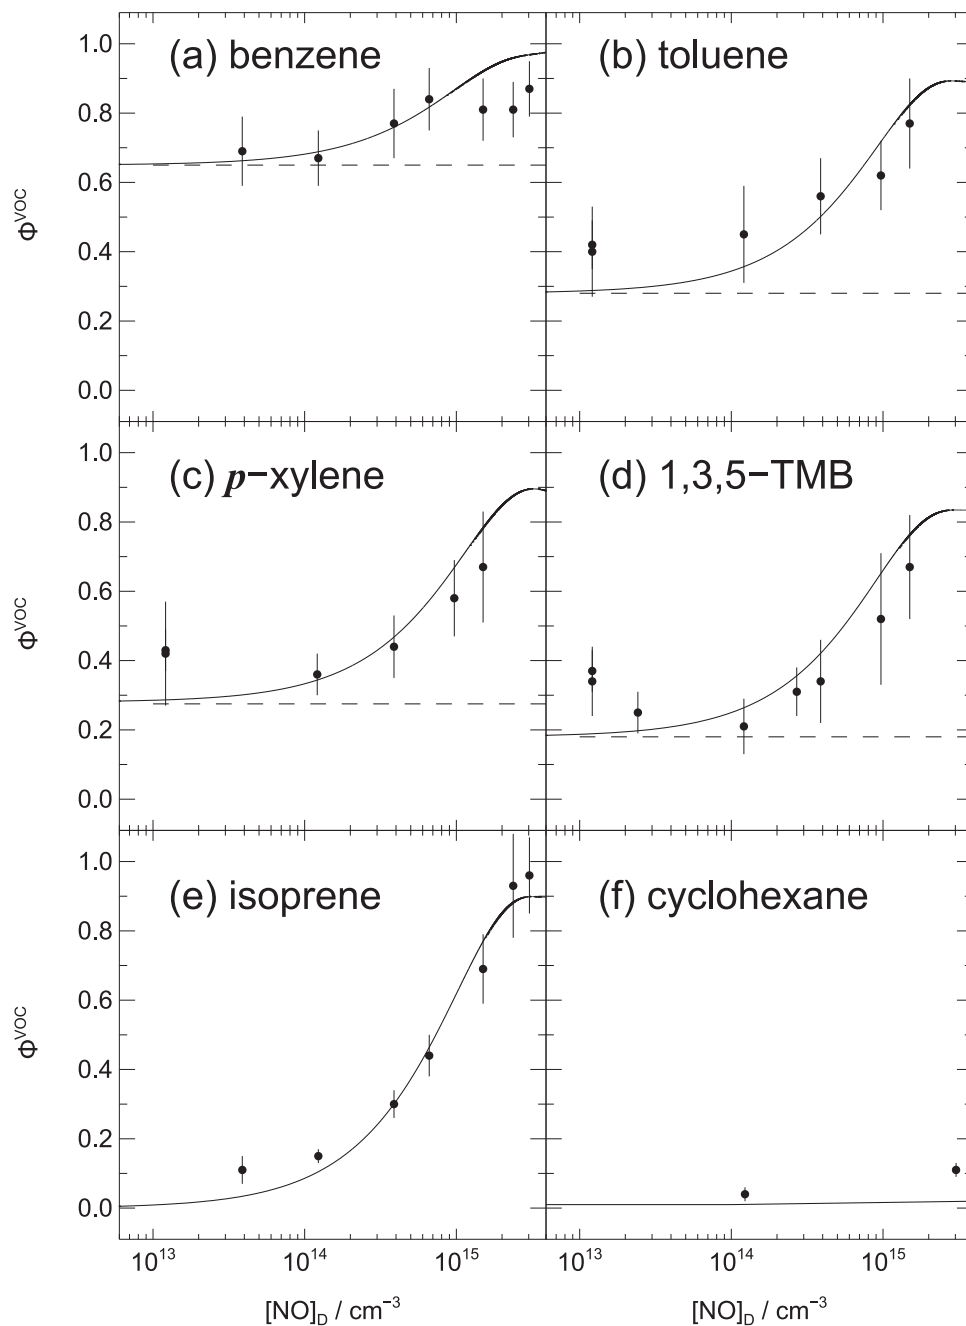 (a) benzene
(b) toluene
1.0
0.8
0.6
0.4
0.2
0.0
Φ^VOC
(c) p−xylene
(d) 1,3,5−TMB
1.0
0.8
0.6
0.4
0.2
0.0
Φ^VOC
(e) isoprene
(f) cyclohexane
1.0
0.8
0.6
0.4
0.2
0.0
Φ^VOC
10^13 10^14 10^15 10^13 10^14 10^15
[NO]_D / cm^−3 [NO]_D / cm^−3